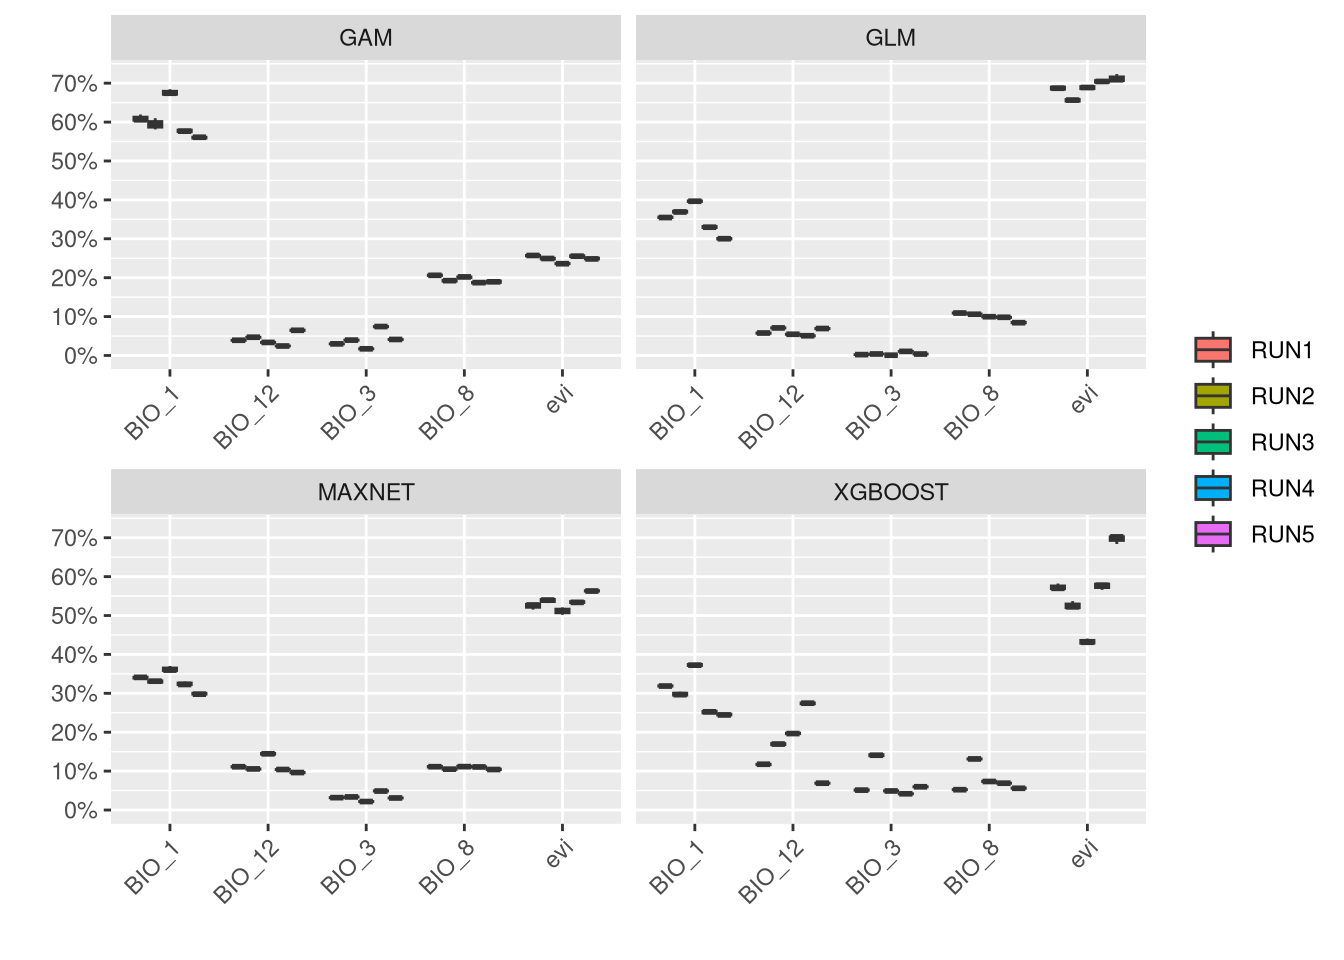 GAM
GLM
70%
60%
50%
40%
30%
20%
10%
0%
BIO_1
BIO_12
BIO_3
BIO_8
evi
BIO_1
BIO_12
BIO_3
BIO_8
evi
MAXNET
XGBOOST
70%
60%
50%
40%
30%
20%
10%
0%
BIO_1
BIO_12
BIO_3
BIO_8
evi
BIO_1
BIO_12
BIO_3
BIO_8
evi
RUN1
RUN2
RUN3
RUN4
RUN5